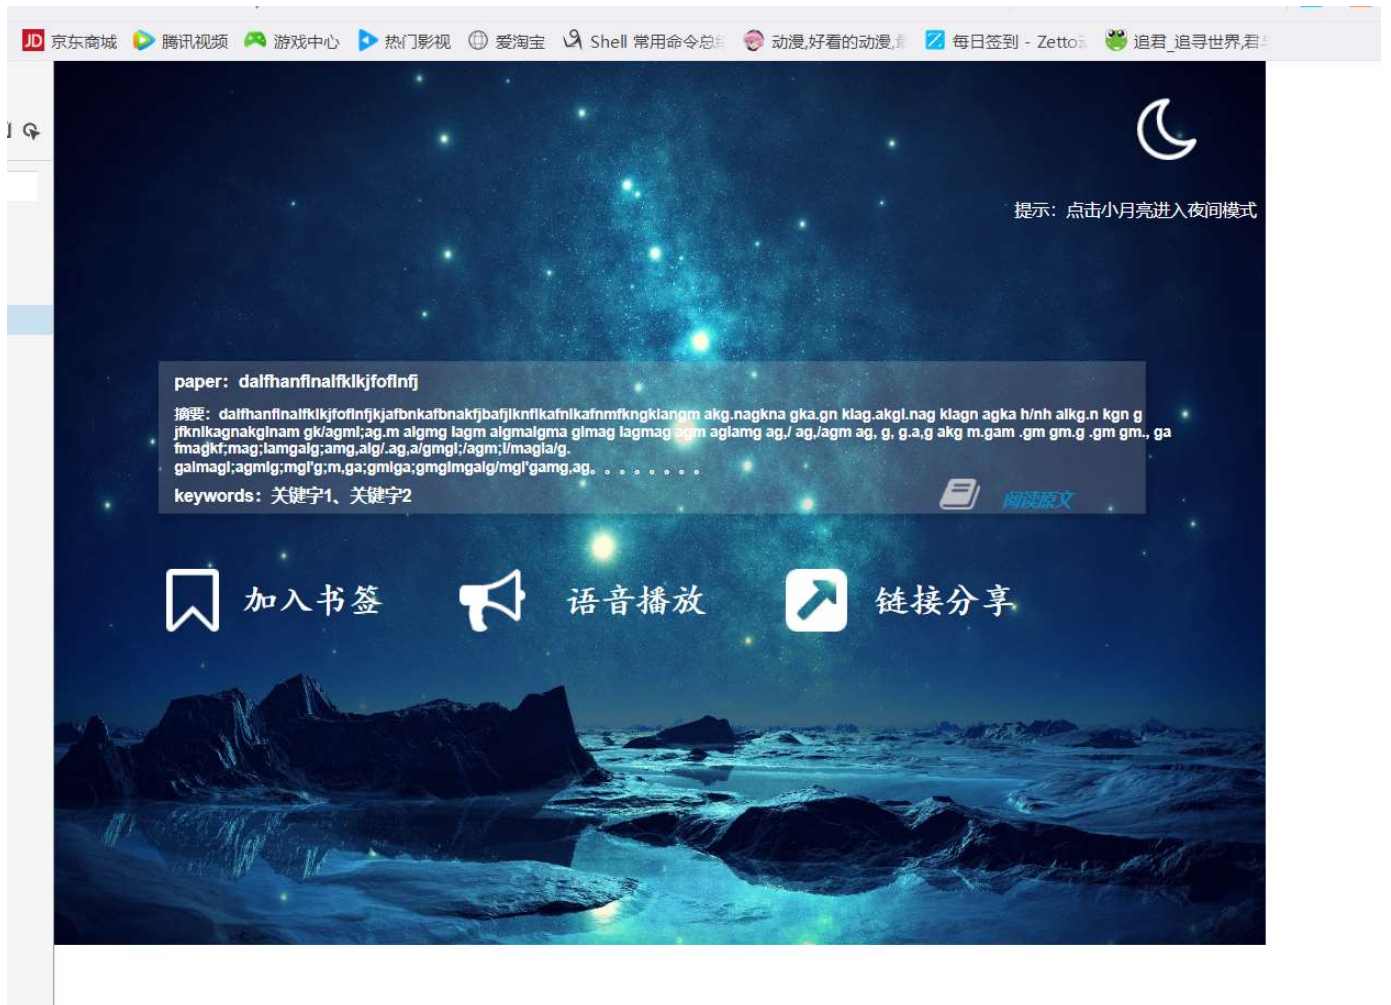 JD 京东商城 腾讯视频 游戏中心 热门影视 爱淘宝 Shell 常用命令总 动漫,好看的动漫, 每日签到 - Zetto 追君_追寻世界,君
提示：点击小月亮进入夜间模式
paper：dalfhanflnalfklkjfoflnfj
摘要：dalfhanflnalfklkjfoflnfjkjafbnkafbnakfjbafjlknflkafnlkafnmfkngklangm akg.nagkna gka.gn klag.akgl.nag klagn agka h/nh alkg.n kgn g
jfknlkagnakglnam gk/agml;ag.m algmg lagm algmalgma glmag lagmag agm aglamg ag,/ ag,/agm ag, g, g.a,g akg m.gam .gm gm.g .gm gm., ga
fmagkf;mag;lamgalg;amg,alg/.ag,a/gmgl;/agm;l/magla/g.
galmagl;agmlg;mgl'g;m,ga;gmlga;gmglmgalg/mgl'gamg,ag。。。。。。。。
keywords：关键字1、关键字2
阅读原文
加入书签 语音播放 链接分享